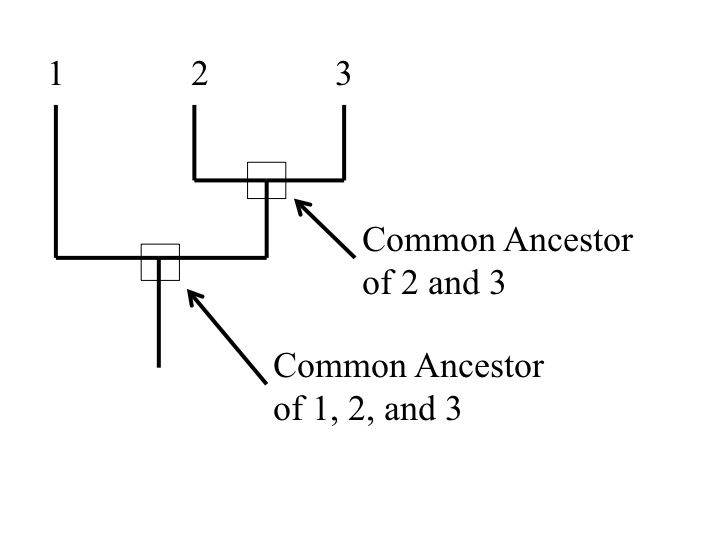 1 2 3
Common Ancestor
of 2 and 3
Common Ancestor
of 1, 2, and 3